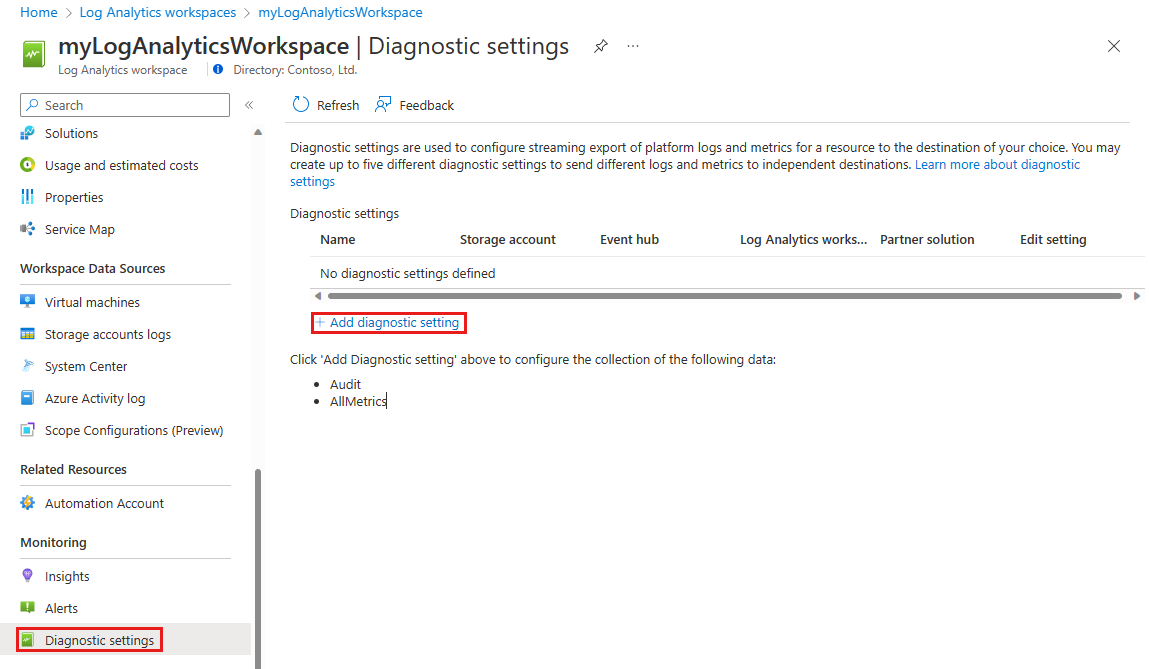 Home > Log Analytics workspaces > myLogAnalyticsWorkspace
myLogAnalyticsWorkspace | Diagnostic settings
Log Analytics workspace
Directory: Contoso, Ltd.
Search
Solutions
Usage and estimated costs
Properties
Service Map
Workspace Data Sources
Virtual machines
Storage accounts logs
System Center
Azure Activity log
Scope Configurations (Preview)
Related Resources
Automation Account
Monitoring
Insights
Alerts
Diagnostic settings
Refresh Feedback
Diagnostic settings are used to configure streaming export of platform logs and metrics for a resource to the destination of your choice. You may
create up to five different diagnostic settings to send different logs and metrics to independent destinations. Learn more about diagnostic
settings
Diagnostic settings
Name Storage account Event hub Log Analytics works... Partner solution Edit setting
No diagnostic settings defined
+ Add diagnostic setting
Click 'Add Diagnostic setting' above to configure the collection of the following data:
• Audit
• AllMetrics